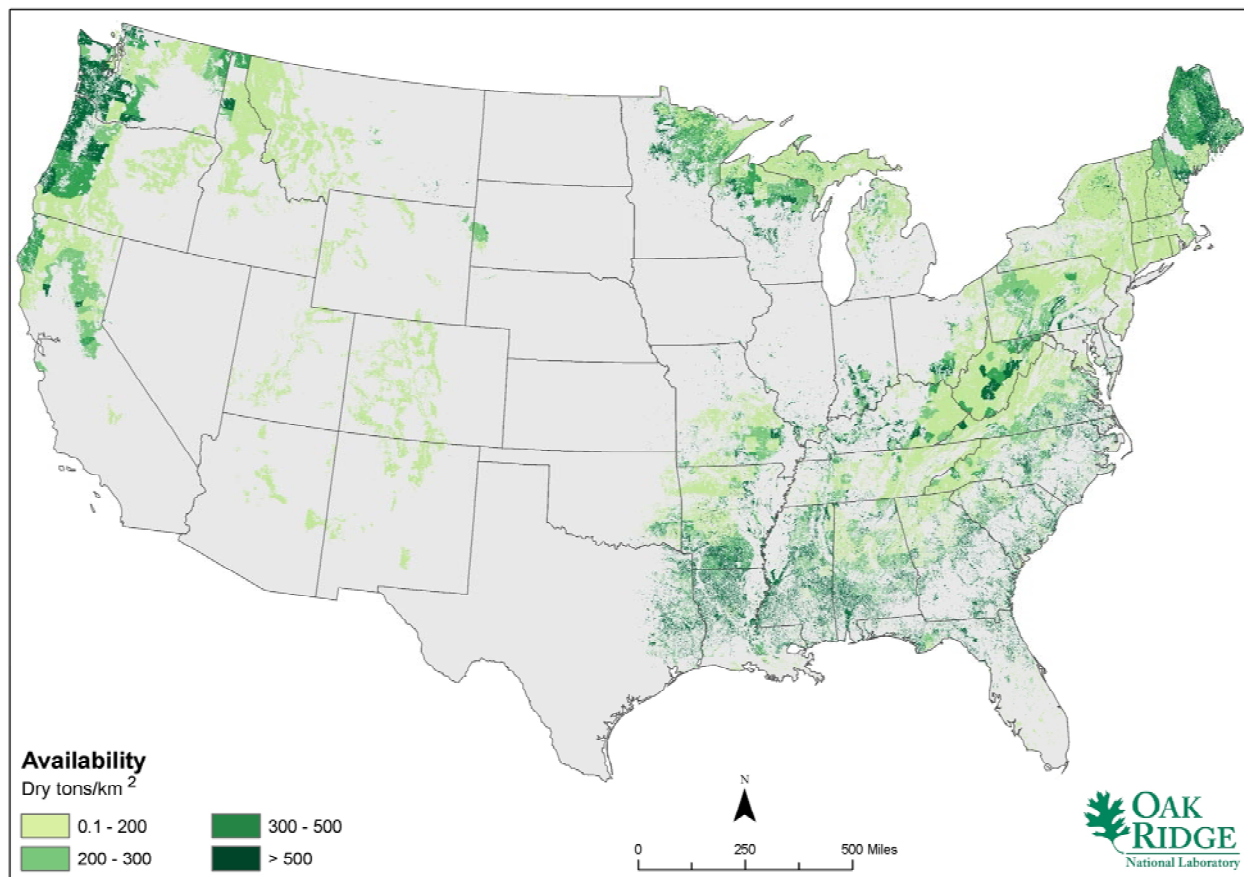 Availability
Dry tons/km 2
0.1 - 200
200 - 300
300 - 500
> 500
N
0 250 500 Miles
OAK
RIDGE
National Laboratory